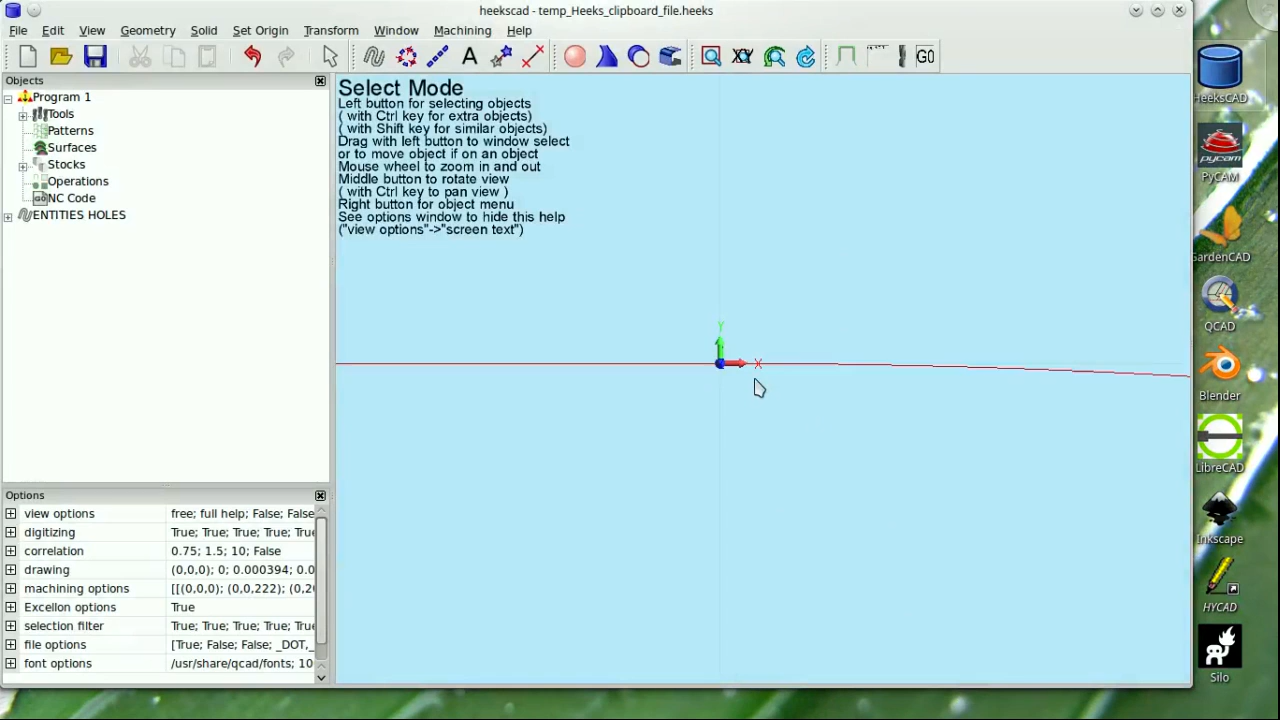 heekscad - temp_Heeks_clipboard_file.heeks
File Edit View Geometry Solid Set Origin Transform Window Machining Help
G0
Objects
Program 1
Tools
Patterns
Surfaces
Stocks
Operations
G0 NC Code
ENTITIES HOLES
Select Mode
Left button for selecting objects
( with Ctrl key for extra objects)
( with Shift key for similar objects)
Drag with left button to window select
or to move object if on an object
Mouse wheel to zoom in and out
Middle button to rotate view
( with Ctrl key to pan view )
Right button for object menu
See options window to hide this help
("view options"->"screen text")
Y
X
Options
view options free; full help; False; False
digitizing True; True; True; True; True
correlation 0.75; 1.5; 10; False
drawing (0,0,0); 0; 0.000394; 0.0
machining options [[(0,0,0); (0,0,222); (0,2
Excellon options True
selection filter True; True; True; True; True
file options [True; False; False; _DOT,_
font options /usr/share/qcad/fonts; 10
HeeksCAD
pycam
PyCAM
GardenCAD
QCAD
Blender
LibreCAD
Inkscape
HYCAD
Silo